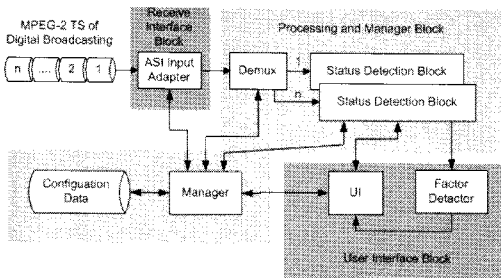 MPEG-2 TS of
Digital Broadcasting
n
....
2
1
Receive
Interface
Block
ASI Input
Adapter
Processing and Manager Block
Demux
1
n
Status Detection Block
Status Detection Block
Configuation
Data
Manager
UI
Factor
Detactor
User Interface Block